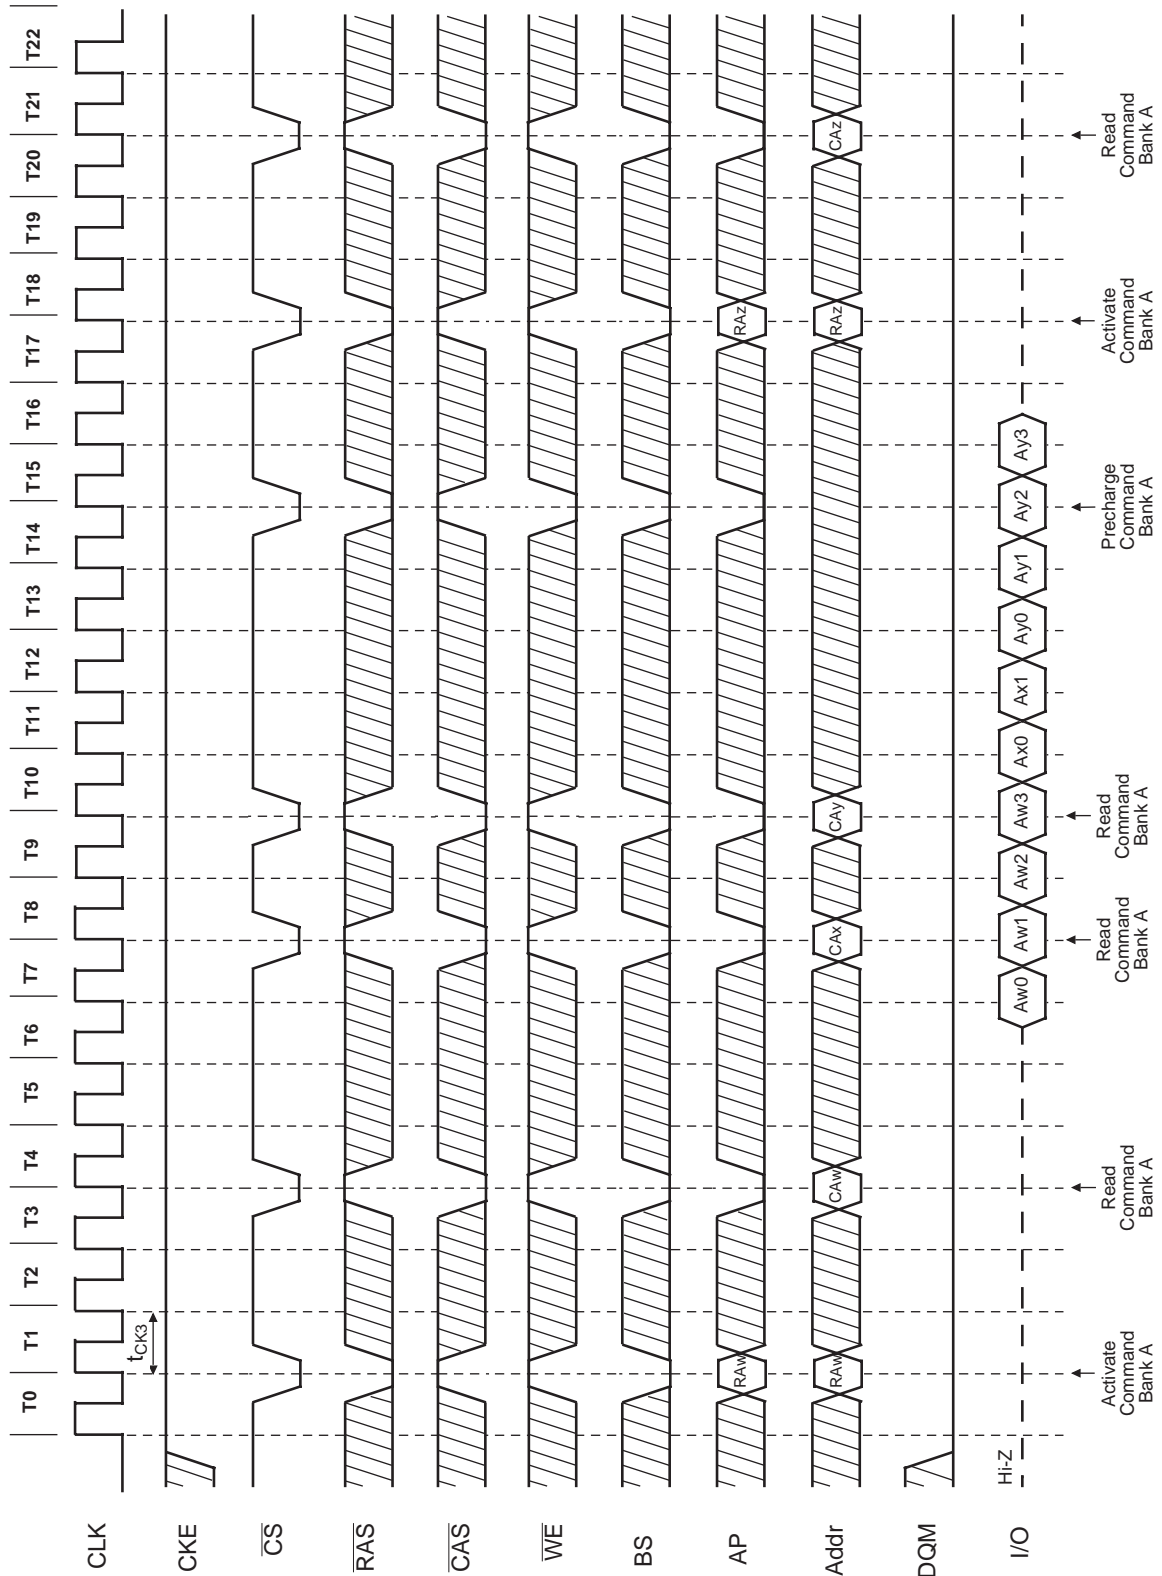 T0 T1 T2 T3 T4 T5 T6 T7 T8 T9 T10 T11 T12 T13 T14 T15 T16 T17 T18 T19 T20 T21 T22
CLK
tCK3
CKE
CS
RAS
CAS
WE
BS
AP
RAw
RAz
Addr
RAw
CAw
CAx
CAy
RAz
CAz
DQM
I/O
Hi-Z
Aw0
Aw1
Aw2
Aw3
Ax0
Ax1
Ay0
Ay1
Ay2
Ay3
Activate
Command
Bank A
Read
Command
Bank A
Read
Command
Bank A
Read
Command
Bank A
Precharge
Command
Bank A
Activate
Command
Bank A
Read
Command
Bank A